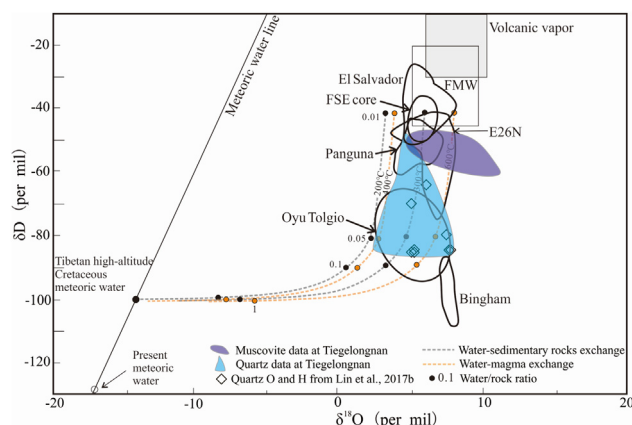 Volcanic vapor
-10
Meteoric water line
El Salvador
FMW
FSE core
0.01
E26N
-20
-40
-60
-80
-100
-120
δD (per mil)
Panguna
200℃
400℃
600℃
Oyu Tolgio
0.05
0.1
Tibetan high-altitude
Cretaceous
meteoric water
1
Bingham
Present
meteoric
water
Muscovite data at Tiegelongnan
Quartz data at Tiegelongnan
Quartz O and H from Lin et al., 2017b
Water-sedimentary rocks exchange
Water-magma exchange
0.1 Water/rock ratio
-20
-10
0
10
δ¹⁸O (per mil)